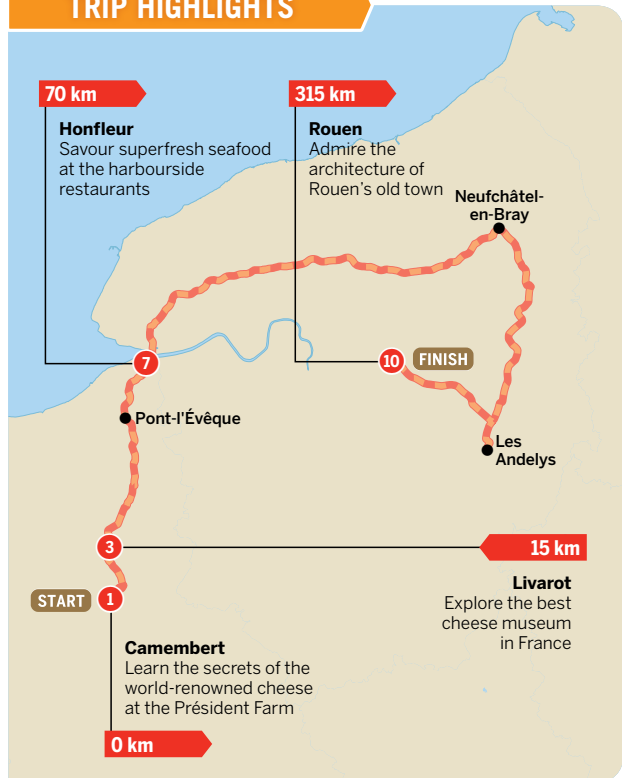 TRIP HIGHLIGHTS
70 km
Honfleur
Savour superfresh seafood
at the harbourside
restaurants
315 km
Rouen
Admire the
architecture of
Rouen's old town
Neufchâtel-
en-Bray
7
10
FINISH
Pont-l'Évêque
Les
Andelys
3
15 km
Livarot
Explore the best
cheese museum
in France
START
1
Camembert
Learn the secrets of the
world-renowned cheese
at the Président Farm
0 km